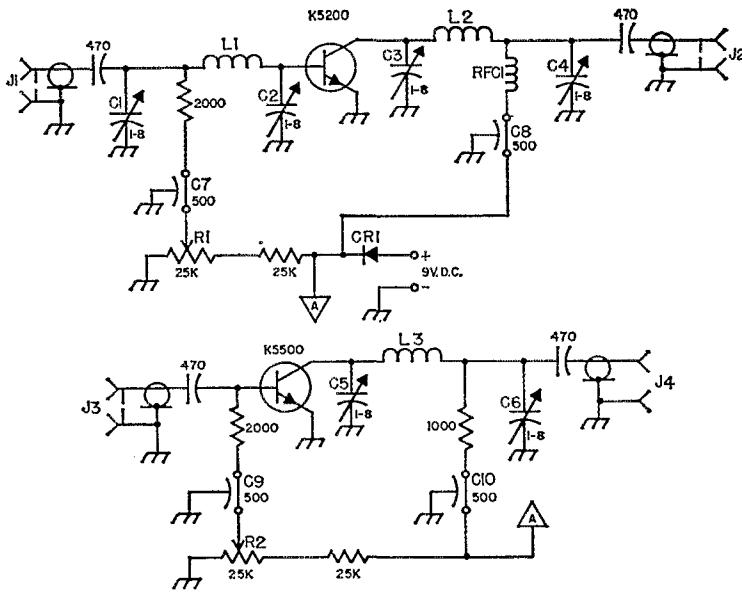 K5200
470
L1
C3
L2
470
J1
C1
1-8
2000
C2
1-8
1-8
RFC1
C4
1-8
J2
C7
500
C8
500
R1
25K
25K
CR1
+
9V.D.C.
-
A
K5500
470
L3
470
J3
C5
1-8
C6
1-8
J4
2000
1000
C9
500
C10
500
A
R2
25K
25K